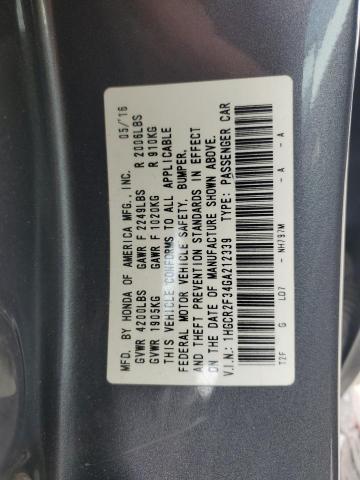 MFD. BY HONDA OF AMERICA MFG., INC. 05/'16
GVWR 4200LBS GAWR F 2249LBS R 2006LBS
GVWR 1905KG GAWR F 1020KG R 910KG
THIS VEHICLE CONFORMS TO ALL APPLICABLE
FEDERAL MOTOR VEHICLE SAFETY, BUMPER,
AND THEFT PREVENTION STANDARDS IN EFFECT
ON THE DATE OF MANUFACTURE SHOWN ABOVE.
V.I.N.: 1HGCR2F34GA212339 TYPE: PASSENGER CAR
T2F G LD7 - NH797M - A - A